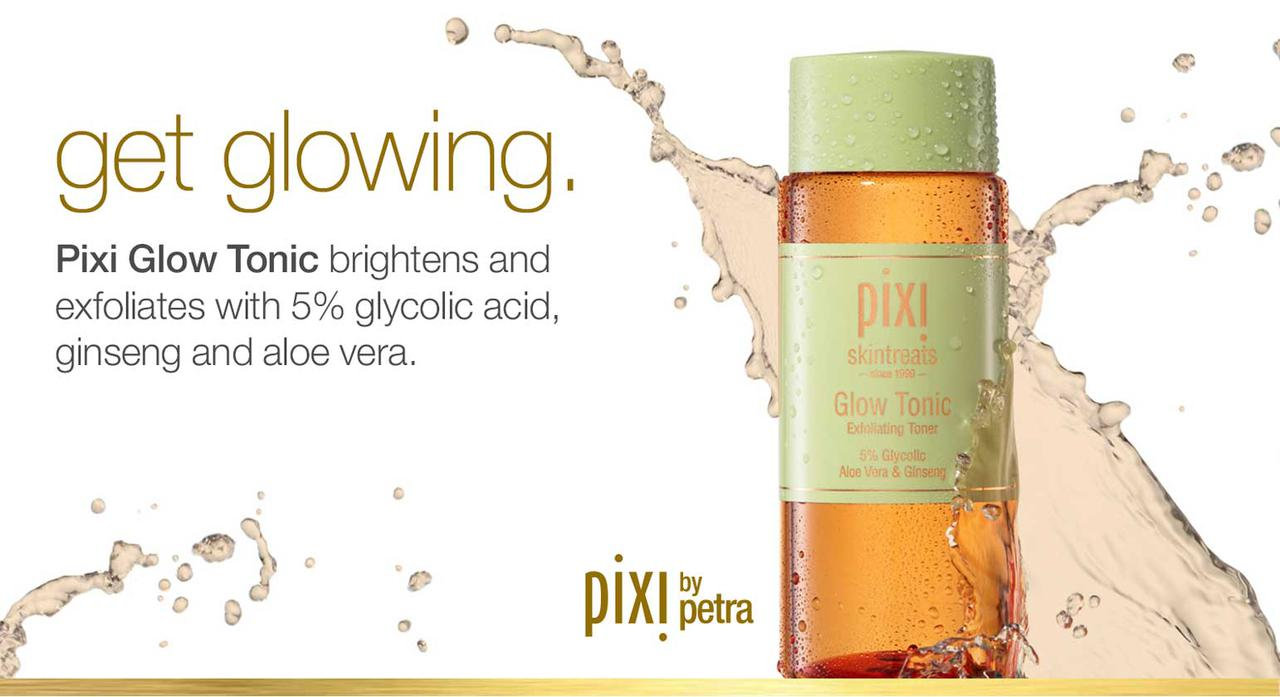 get glowing.
Pixi Glow Tonic brightens and
exfoliates with 5% glycolic acid,
ginseng and aloe vera.
pixi
skintreats
— since 1999 —
Glow Tonic
Exfoliating Toner
5% Glycolic
Aloe Vera & Ginseng
pixi by petra